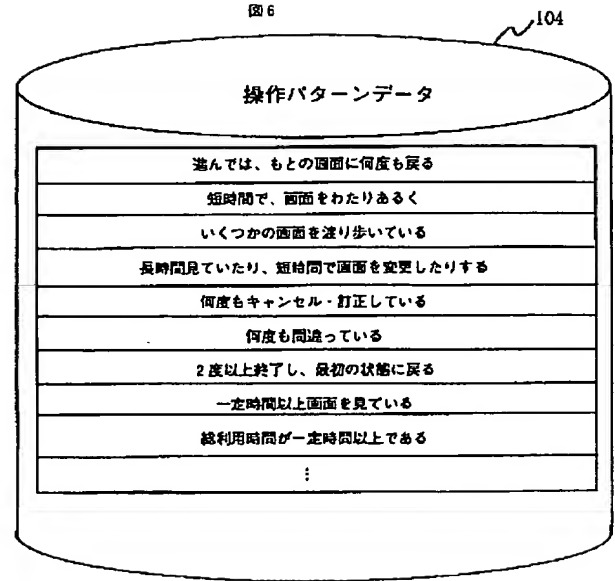 図6
104
操作パターンデータ
進んでは、もとの画面に何度も戻る
短時間で、画面をわたりあるく
いくつかの画面を渡り歩いている
長時間見ていたり、短時間で画面を変更したりする
何度もキャンセル・訂正している
何度も間違っている
2度以上終了し、最初の状態に戻る
一定時間以上画面を見ている
総利用時間が一定時間以上である
⋮